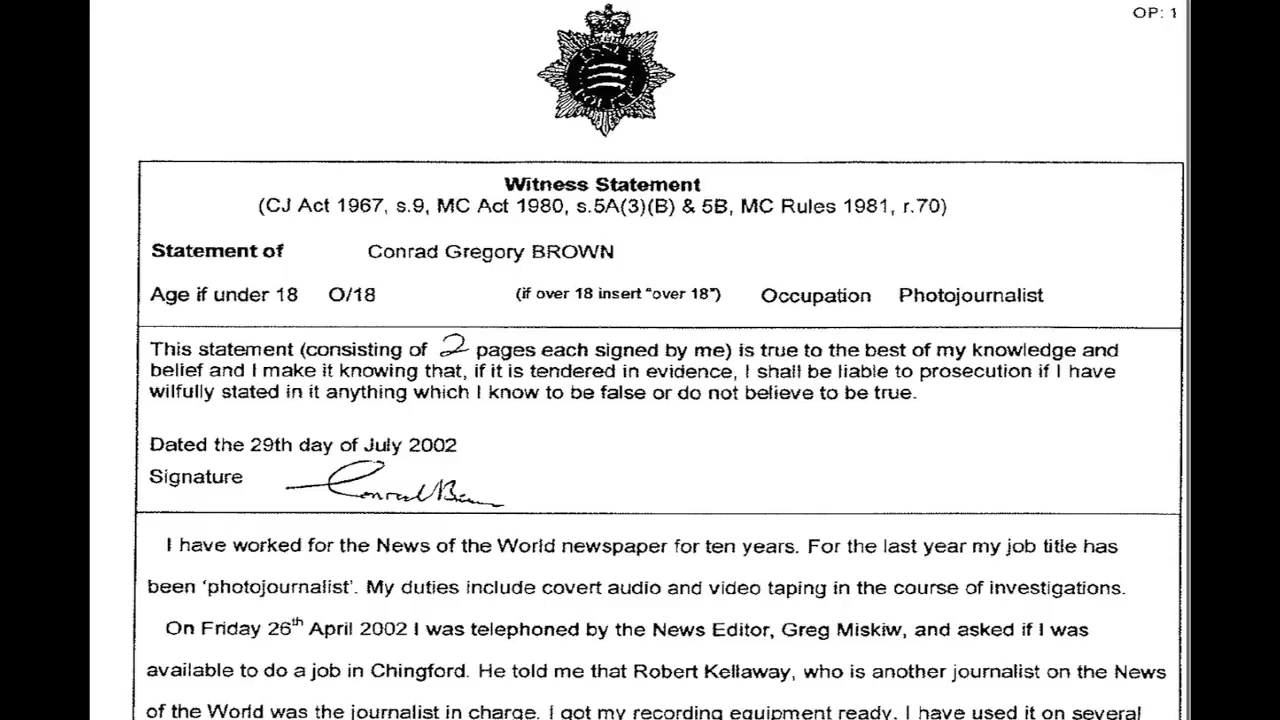 OP: 1
ESSEX
POLICE
Witness Statement
(CJ Act 1967, s.9, MC Act 1980, s.5A(3)(B) & 5B, MC Rules 1981, r.70)
Statement of Conrad Gregory BROWN
Age if under 18 O/18 (if over 18 insert "over 18") Occupation Photojournalist
This statement (consisting of 2 pages each signed by me) is true to the best of my knowledge and
belief and I make it knowing that, if it is tendered in evidence, I shall be liable to prosecution if I have
wilfully stated in it anything which I know to be false or do not believe to be true.
Dated the 29th day of July 2002
Signature Conrad Brown
I have worked for the News of the World newspaper for ten years. For the last year my job title has
been 'photojournalist'. My duties include covert audio and video taping in the course of investigations.
On Friday 26th April 2002 I was telephoned by the News Editor, Greg Miskiw, and asked if I was
available to do a job in Chingford. He told me that Robert Kellaway, who is another journalist on the News
of the World was the journalist in charge. I got my recording equipment ready. I have used it on several